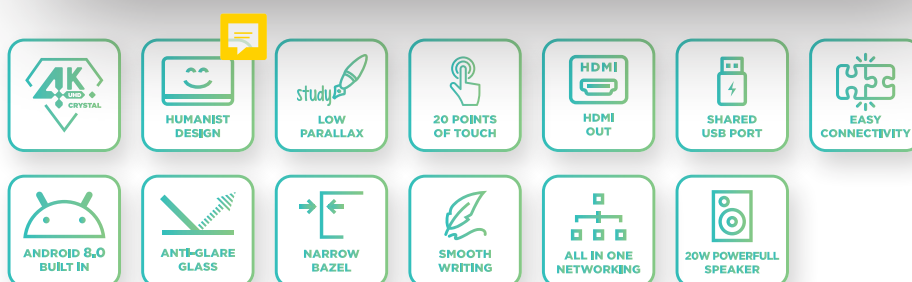 4K
UHD
CRYSTAL
HUMANIST
DESIGN
study
LOW
PARALLAX
20 POINTS
OF TOUCH
HDMI
HDMI
OUT
SHARED
USB PORT
EASY
CONNECTIVITY
ANDROID 8.0
BUILT IN
ANTI-GLARE
GLASS
NARROW
BAZEL
SMOOTH
WRITING
ALL IN ONE
NETWORKING
20W POWERFULL
SPEAKER